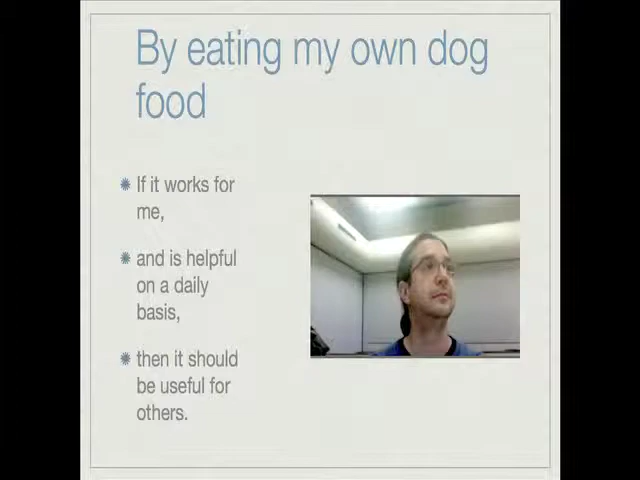 By eating my own dog
food
If it works for
me,
and is helpful
on a daily
basis,
then it should
be useful for
others.